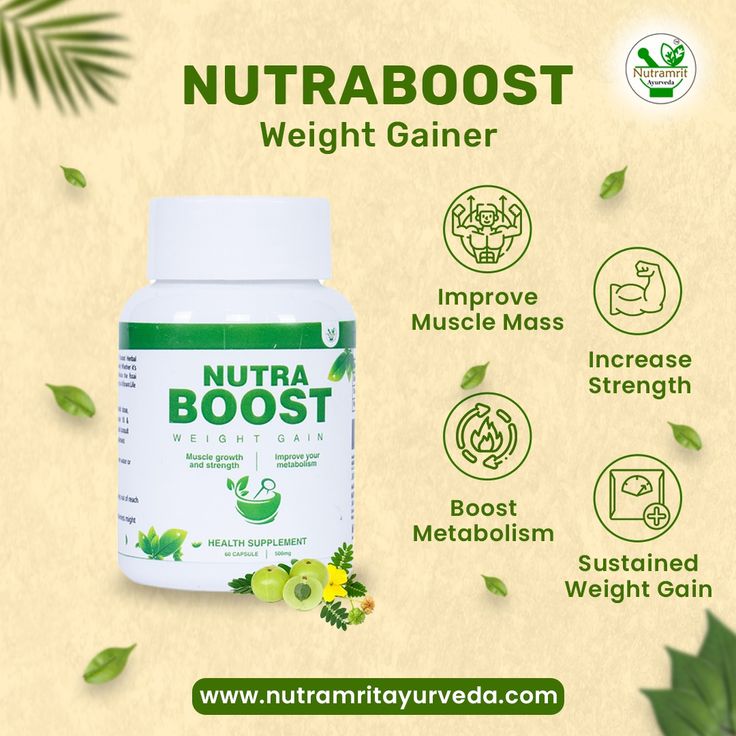 NUTRABOOST
Weight Gainer
Nutramrit
Ayurveda
Improve
Muscle Mass
Increase
Strength
Boost
Metabolism
Sustained
Weight Gain
NUTRA
BOOST
WEIGHT GAIN
Muscle growth
and strength
Improve your
metabolism
HEALTH SUPPLEMENT
60 CAPSULE | 500mg
www.nutramritayurveda.com